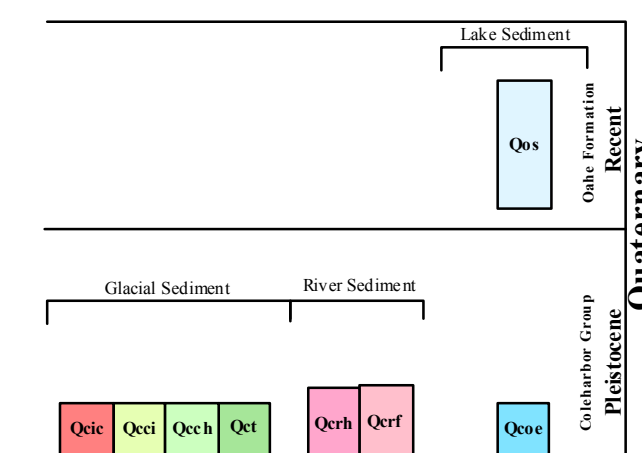 Lake Sediment
Qos
Oahe Formation
Recent
Quaternary
Glacial Sediment
River Sediment
Coleharbor Group
Pleistocene
Qcic
Qcci
Qcch
Qct
Qcrh
Qcrf
Qcoe